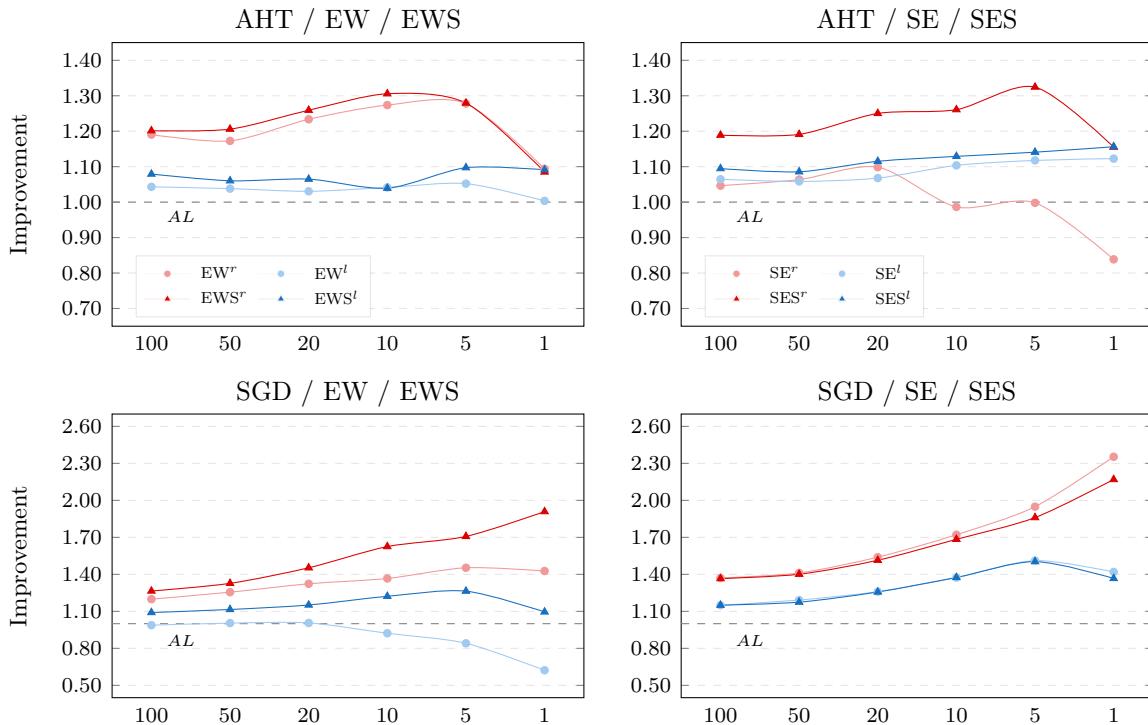 AHT / EW / EWS
Improvement
1.40
1.30
1.20
1.10
1.00
0.90
0.80
0.70
AL
EW^r
EW^l
EWS^r
EWS^l
100 50 20 10 5 1
AHT / SE / SES
1.40
1.30
1.20
1.10
1.00
0.90
0.80
0.70
AL
SE^r
SE^l
SES^r
SES^l
100 50 20 10 5 1
SGD / EW / EWS
Improvement
2.60
2.30
2.00
1.70
1.40
1.10
0.80
0.50
AL
100 50 20 10 5 1
SGD / SE / SES
2.60
2.30
2.00
1.70
1.40
1.10
0.80
0.50
AL
100 50 20 10 5 1